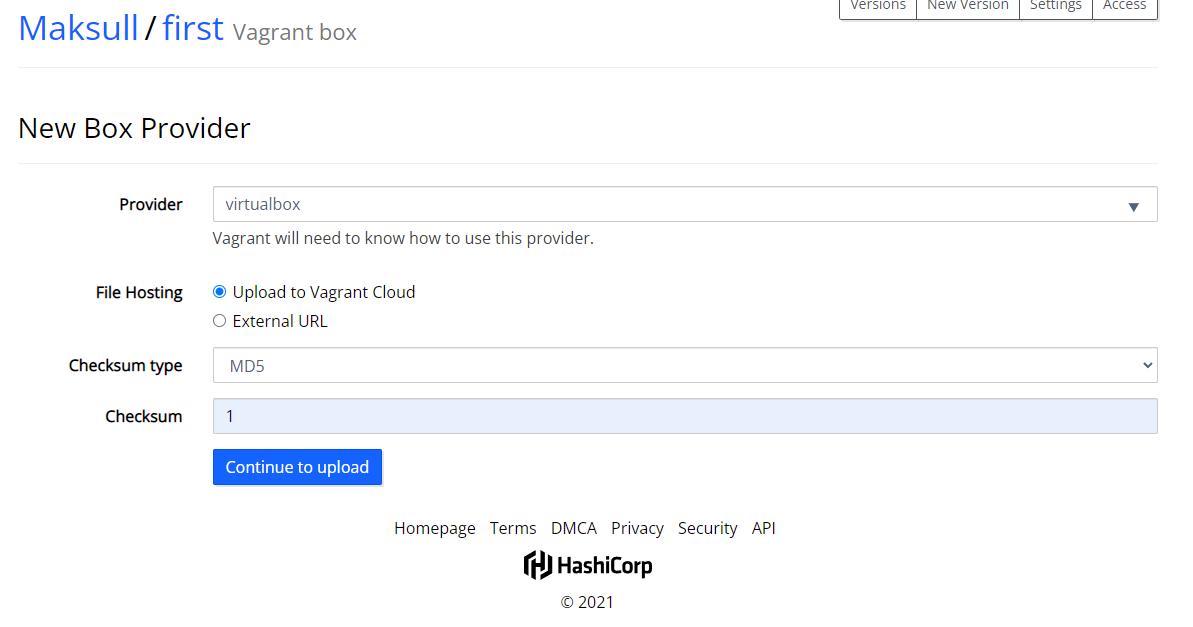 Versions New Version Settings Access
Maksull / first Vagrant box
New Box Provider
Provider virtualbox ▼
Vagrant will need to know how to use this provider.
File Hosting Upload to Vagrant Cloud
External URL
Checksum type MD5
Checksum 1
Continue to upload
Homepage Terms DMCA Privacy Security API
HashiCorp
© 2021